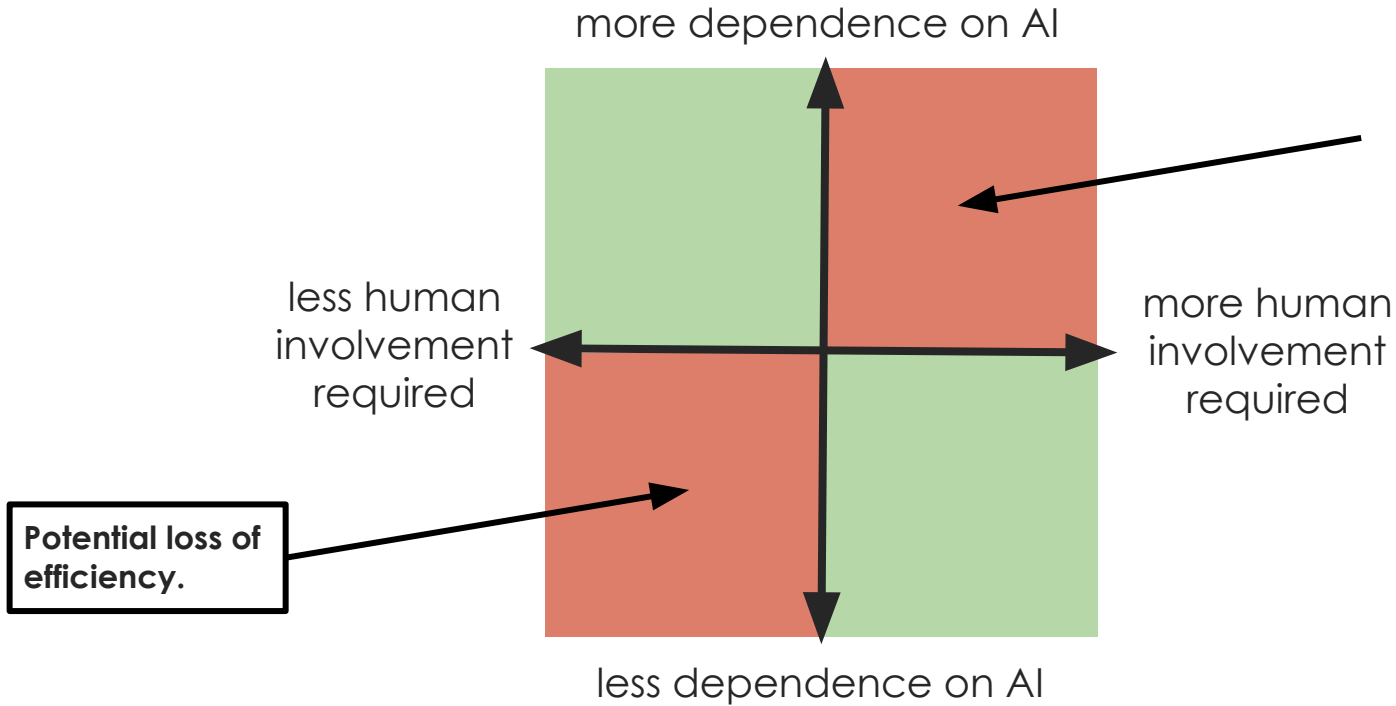 more dependence on AI
less human
involvement
required
more human
involvement
required
Potential loss of
efficiency.
less dependence on AI